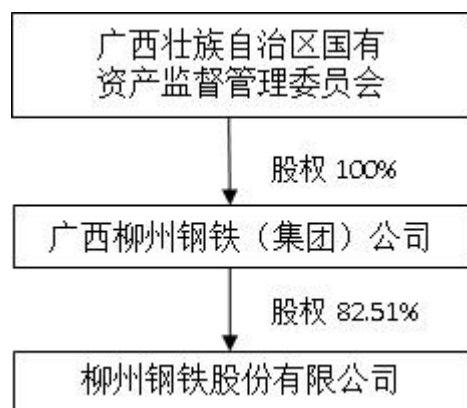 广西壮族自治区国有
资产监督管理委员会
股权 100%
广西柳州钢铁（集团）公司
股权 82.51%
柳州钢铁股份有限公司